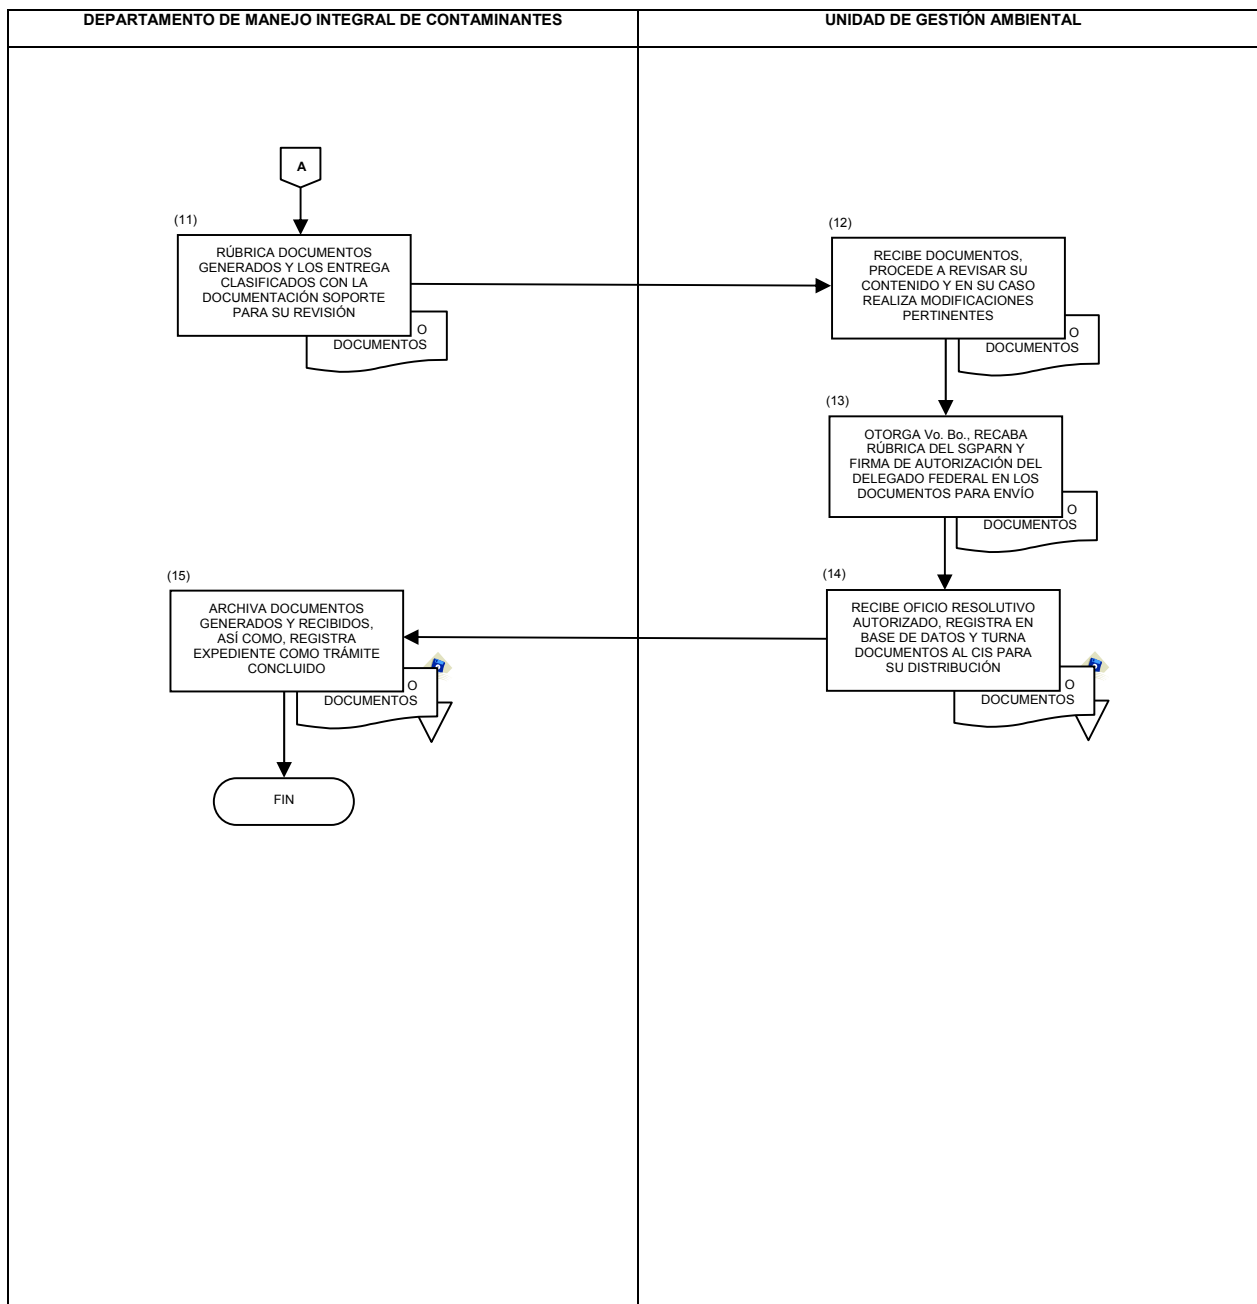 DEPARTAMENTO DE MANEJO INTEGRAL DE CONTAMINANTES
UNIDAD DE GESTIÓN AMBIENTAL
A
(11)
RÚBRICA DOCUMENTOS
GENERADOS Y LOS ENTREGA
CLASIFICADOS CON LA
DOCUMENTACIÓN SOPORTE
PARA SU REVISIÓN
O
DOCUMENTOS
(12)
RECIBE DOCUMENTOS,
PROCEDE A REVISAR SU
CONTENIDO Y EN SU CASO
REALIZA MODIFICACIONES
PERTINENTES
O
DOCUMENTOS
(13)
OTORGA Vo. Bo., RECABA
RÚBRICA DEL SGPARN Y
FIRMA DE AUTORIZACIÓN DEL
DELEGADO FEDERAL EN LOS
DOCUMENTOS PARA ENVÍO
O
DOCUMENTOS
(14)
RECIBE OFICIO RESOLUTIVO
AUTORIZADO, REGISTRA EN
BASE DE DATOS Y TURNA
DOCUMENTOS AL CIS PARA
SU DISTRIBUCIÓN
O
DOCUMENTOS
(15)
ARCHIVA DOCUMENTOS
GENERADOS Y RECIBIDOS,
ASÍ COMO, REGISTRA
EXPEDIENTE COMO TRÁMITE
CONCLUIDO
O
DOCUMENTOS
FIN